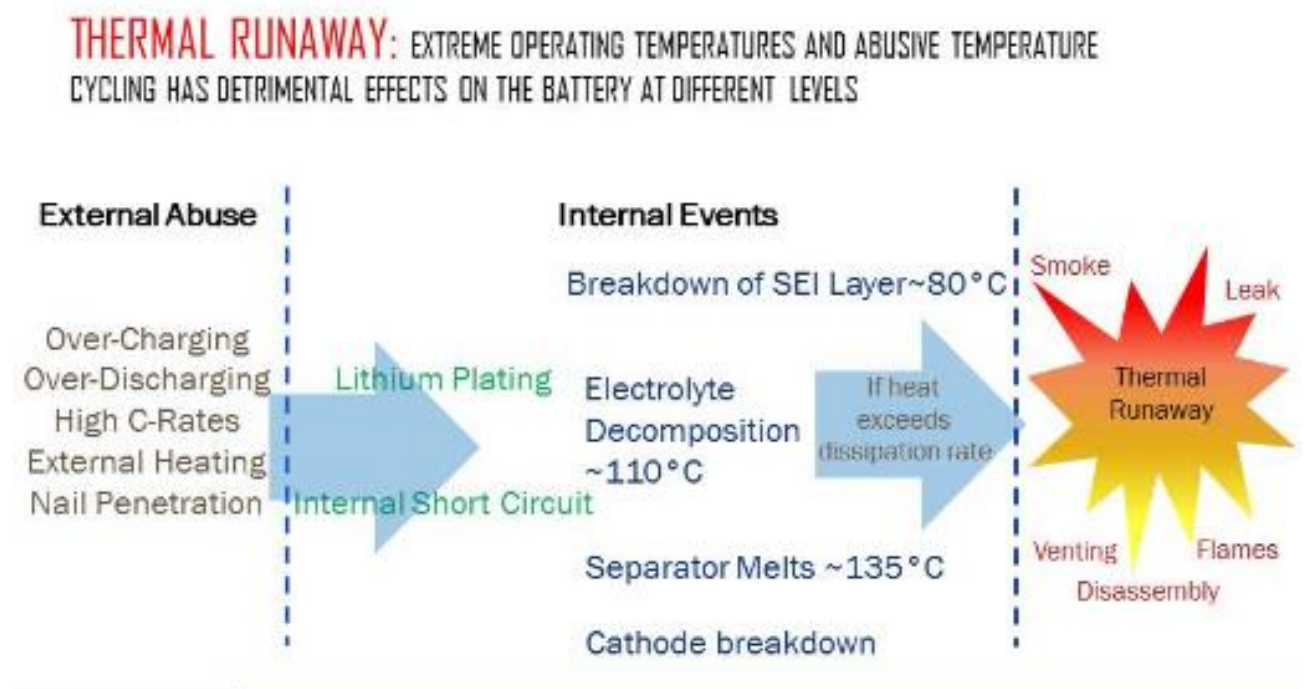 THERMAL RUNAWAY: EXTREME OPERATING TEMPERATURES AND ABUSIVE TEMPERATURE
CYCLING HAS DETRIMENTAL EFFECTS ON THE BATTERY AT DIFFERENT LEVELS
External Abuse
Over-Charging
Over-Discharging
High C-Rates
External Heating
Nail Penetration
Lithium Plating
Internal Short Circuit
Internal Events
Breakdown of SEI Layer~80°C
Electrolyte
Decomposition
~110°C
Separator Melts ~135°C
Cathode breakdown
If heat
exceeds
dissipation rate
Smoke
Leak
Thermal
Runaway
Venting
Flames
Disassembly